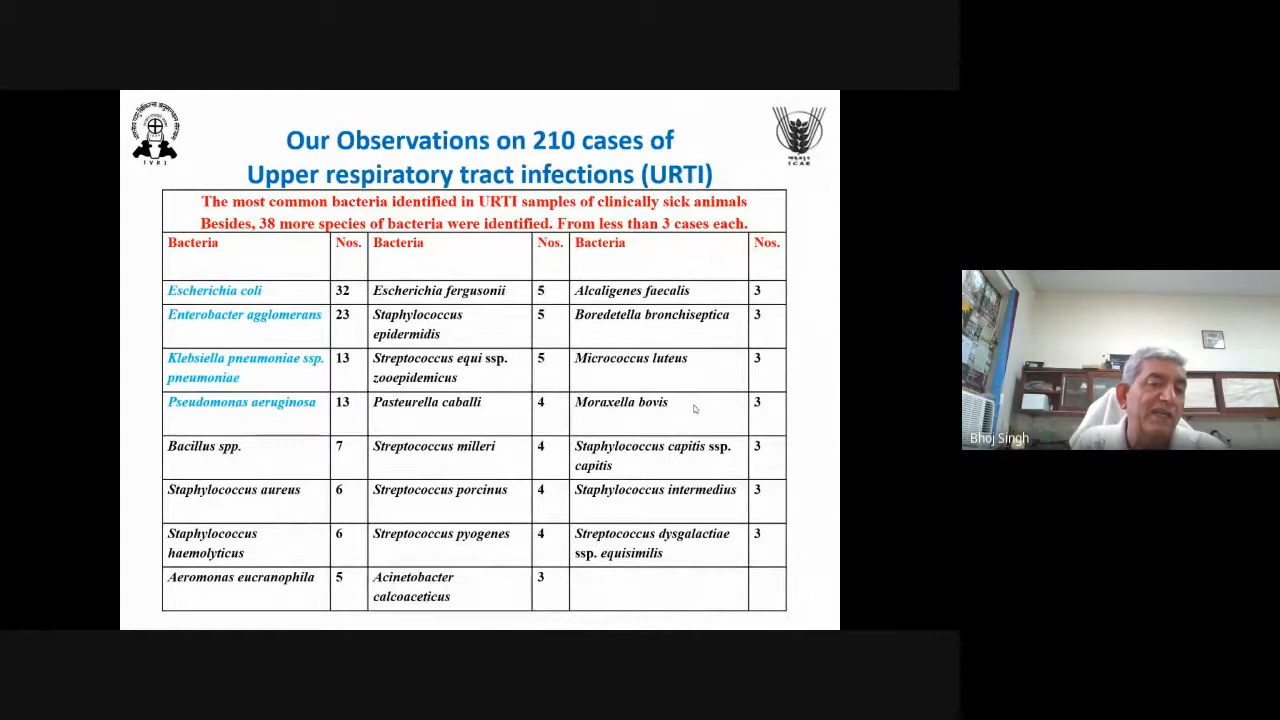 Our Observations on 210 cases of
Upper respiratory tract infections (URTI)
The most common bacteria identified in URTI samples of clinically sick animals
Besides, 38 more species of bacteria were identified. From less than 3 cases each.
Bacteria Nos. Bacteria Nos. Bacteria Nos.
Escherichia coli 32 Escherichia fergusonii 5 Alcaligenes faecalis 3
Enterobacter agglomerans 23 Staphylococcus epidermidis 5 Boredetella bronchiseptica 3
Klebsiella pneumoniae ssp. pneumoniae 13 Streptococcus equi ssp. zooepidemicus 5 Micrococcus luteus 3
Pseudomonas aeruginosa 13 Pasteurella caballi 4 Moraxella bovis 3
Bacillus spp. 7 Streptococcus milleri 4 Staphylococcus capitis ssp. capitis 3
Staphylococcus aureus 6 Streptococcus porcinus 4 Staphylococcus intermedius 3
Staphylococcus haemolyticus 6 Streptococcus pyogenes 4 Streptococcus dysgalactiae ssp. equisimilis 3
Aeromonas eucranophila 5 Acinetobacter calcoaceticus 3
IVRI
ICAR
Bhoj Singh